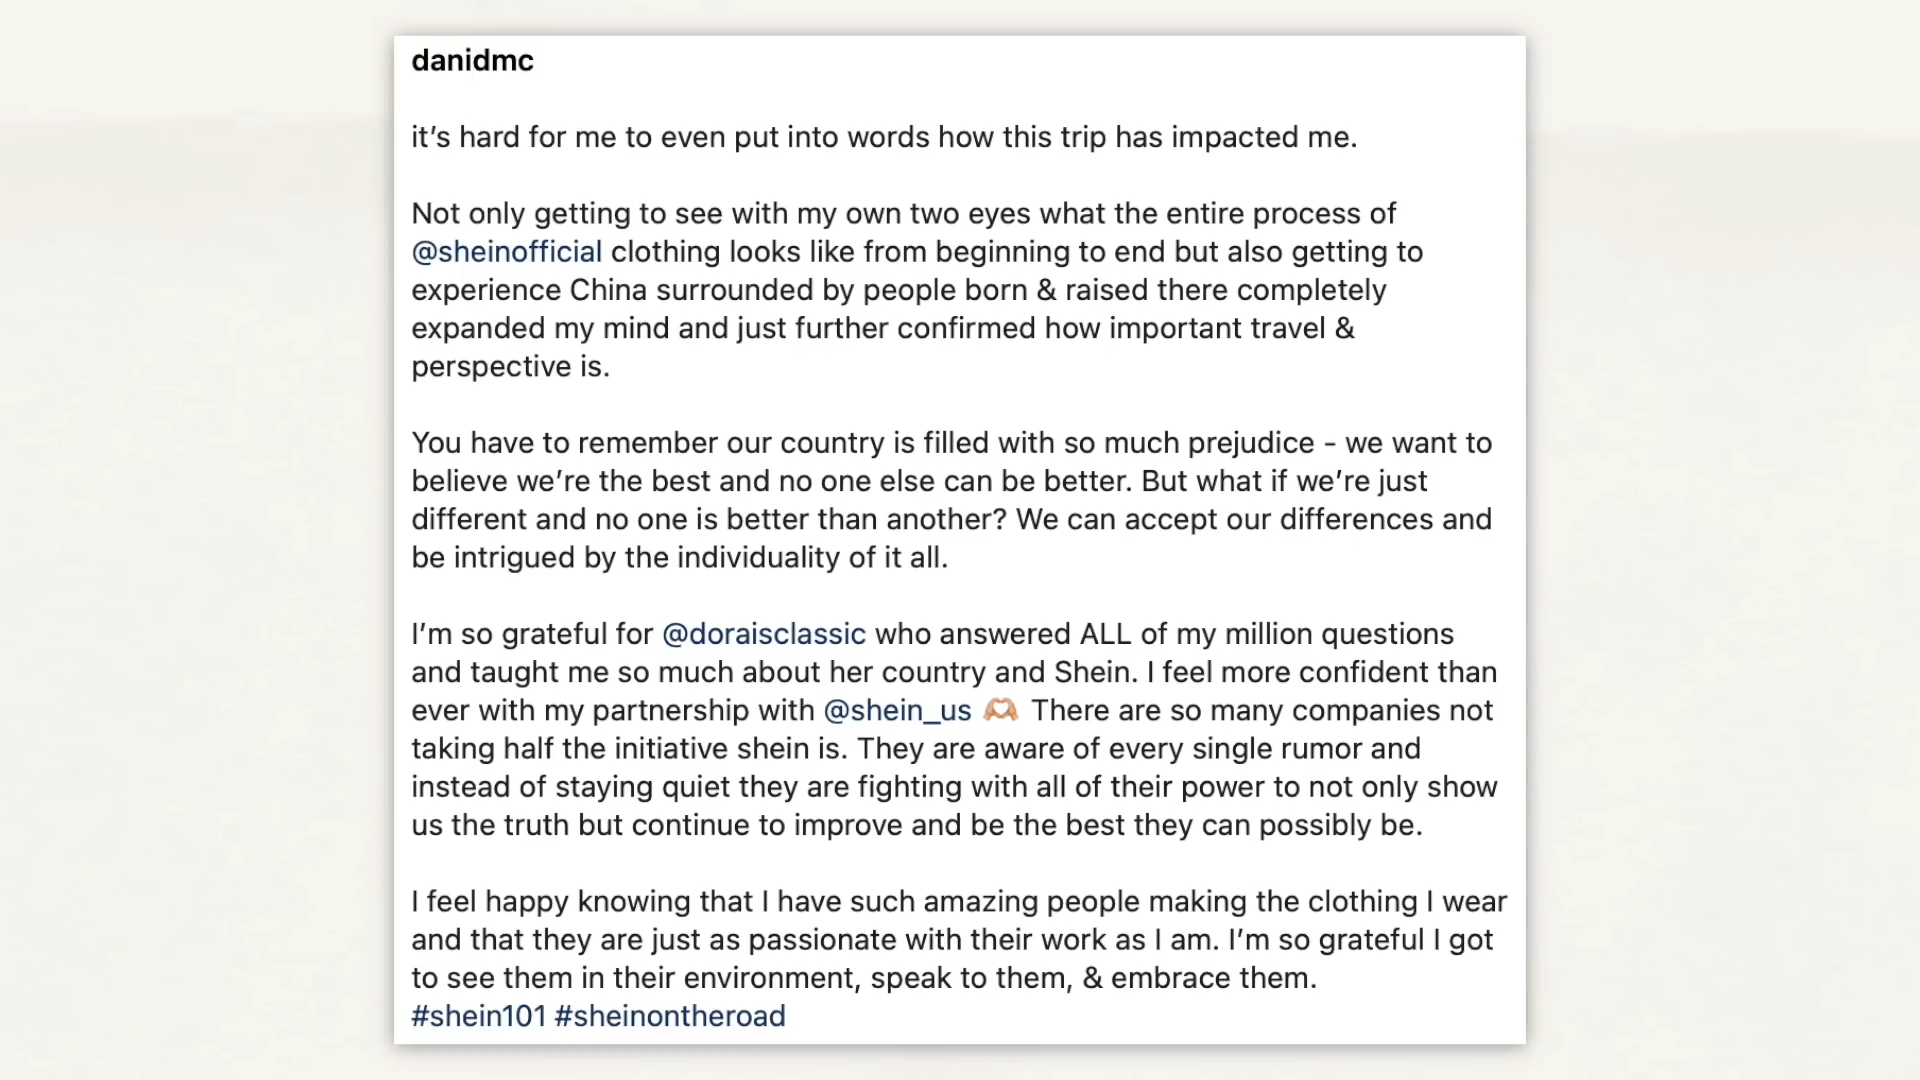 danidmc
it’s hard for me to even put into words how this trip has impacted me.
Not only getting to see with my own two eyes what the entire process of
@sheinofficial clothing looks like from beginning to end but also getting to
experience China surrounded by people born & raised there completely
expanded my mind and just further confirmed how important travel &
perspective is.
You have to remember our country is filled with so much prejudice - we want to
believe we’re the best and no one else can be better. But what if we’re just
different and no one is better than another? We can accept our differences and
be intrigued by the individuality of it all.
I’m so grateful for @doraisclassic who answered ALL of my million questions
and taught me so much about her country and Shein. I feel more confident than
ever with my partnership with @shein_us 🫶🏼 There are so many companies not
taking half the initiative shein is. They are aware of every single rumor and
instead of staying quiet they are fighting with all of their power to not only show
us the truth but continue to improve and be the best they can possibly be.
I feel happy knowing that I have such amazing people making the clothing I wear
and that they are just as passionate with their work as I am. I’m so grateful I got
to see them in their environment, speak to them, & embrace them.
#shein101 #sheinontheroad